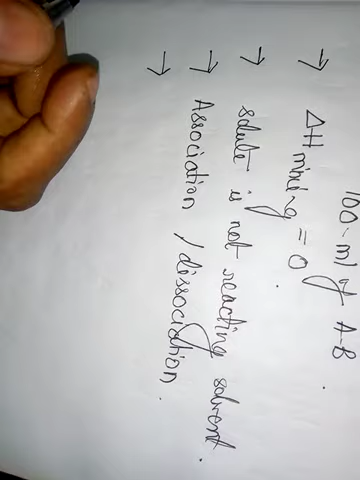 100-ml of A-B.
→ ΔH mixing = 0.
→ solute is not reacting solvent.
→ Association / dissociation.
→